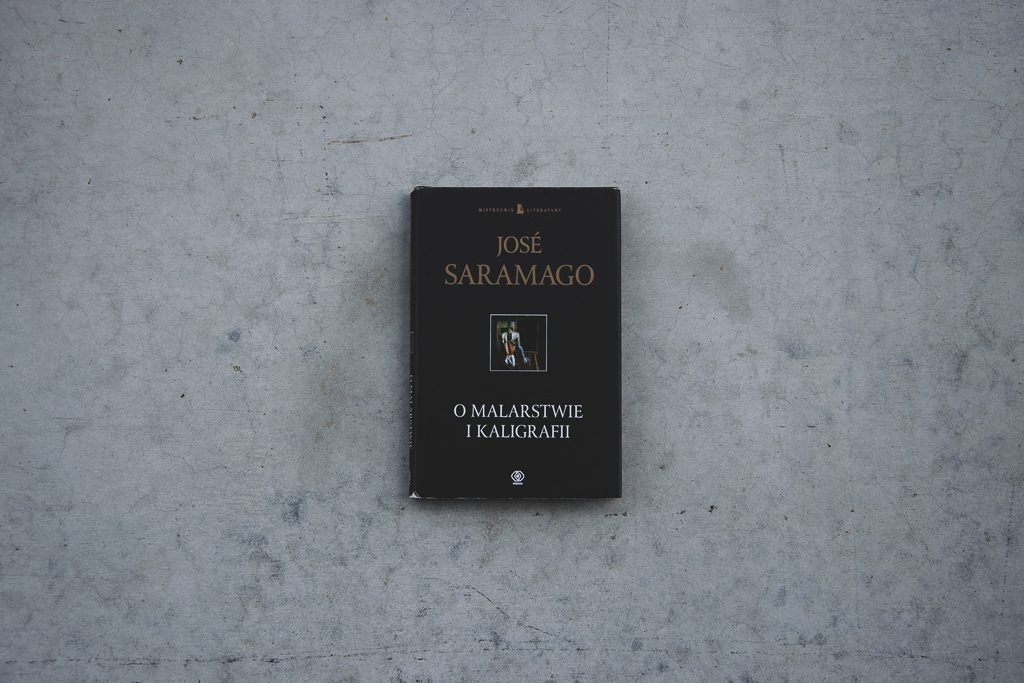 MISTRZOWIE LITERATURY
JOSÉ
SARAMAGO
O MALARSTWIE
I KALIGRAFII